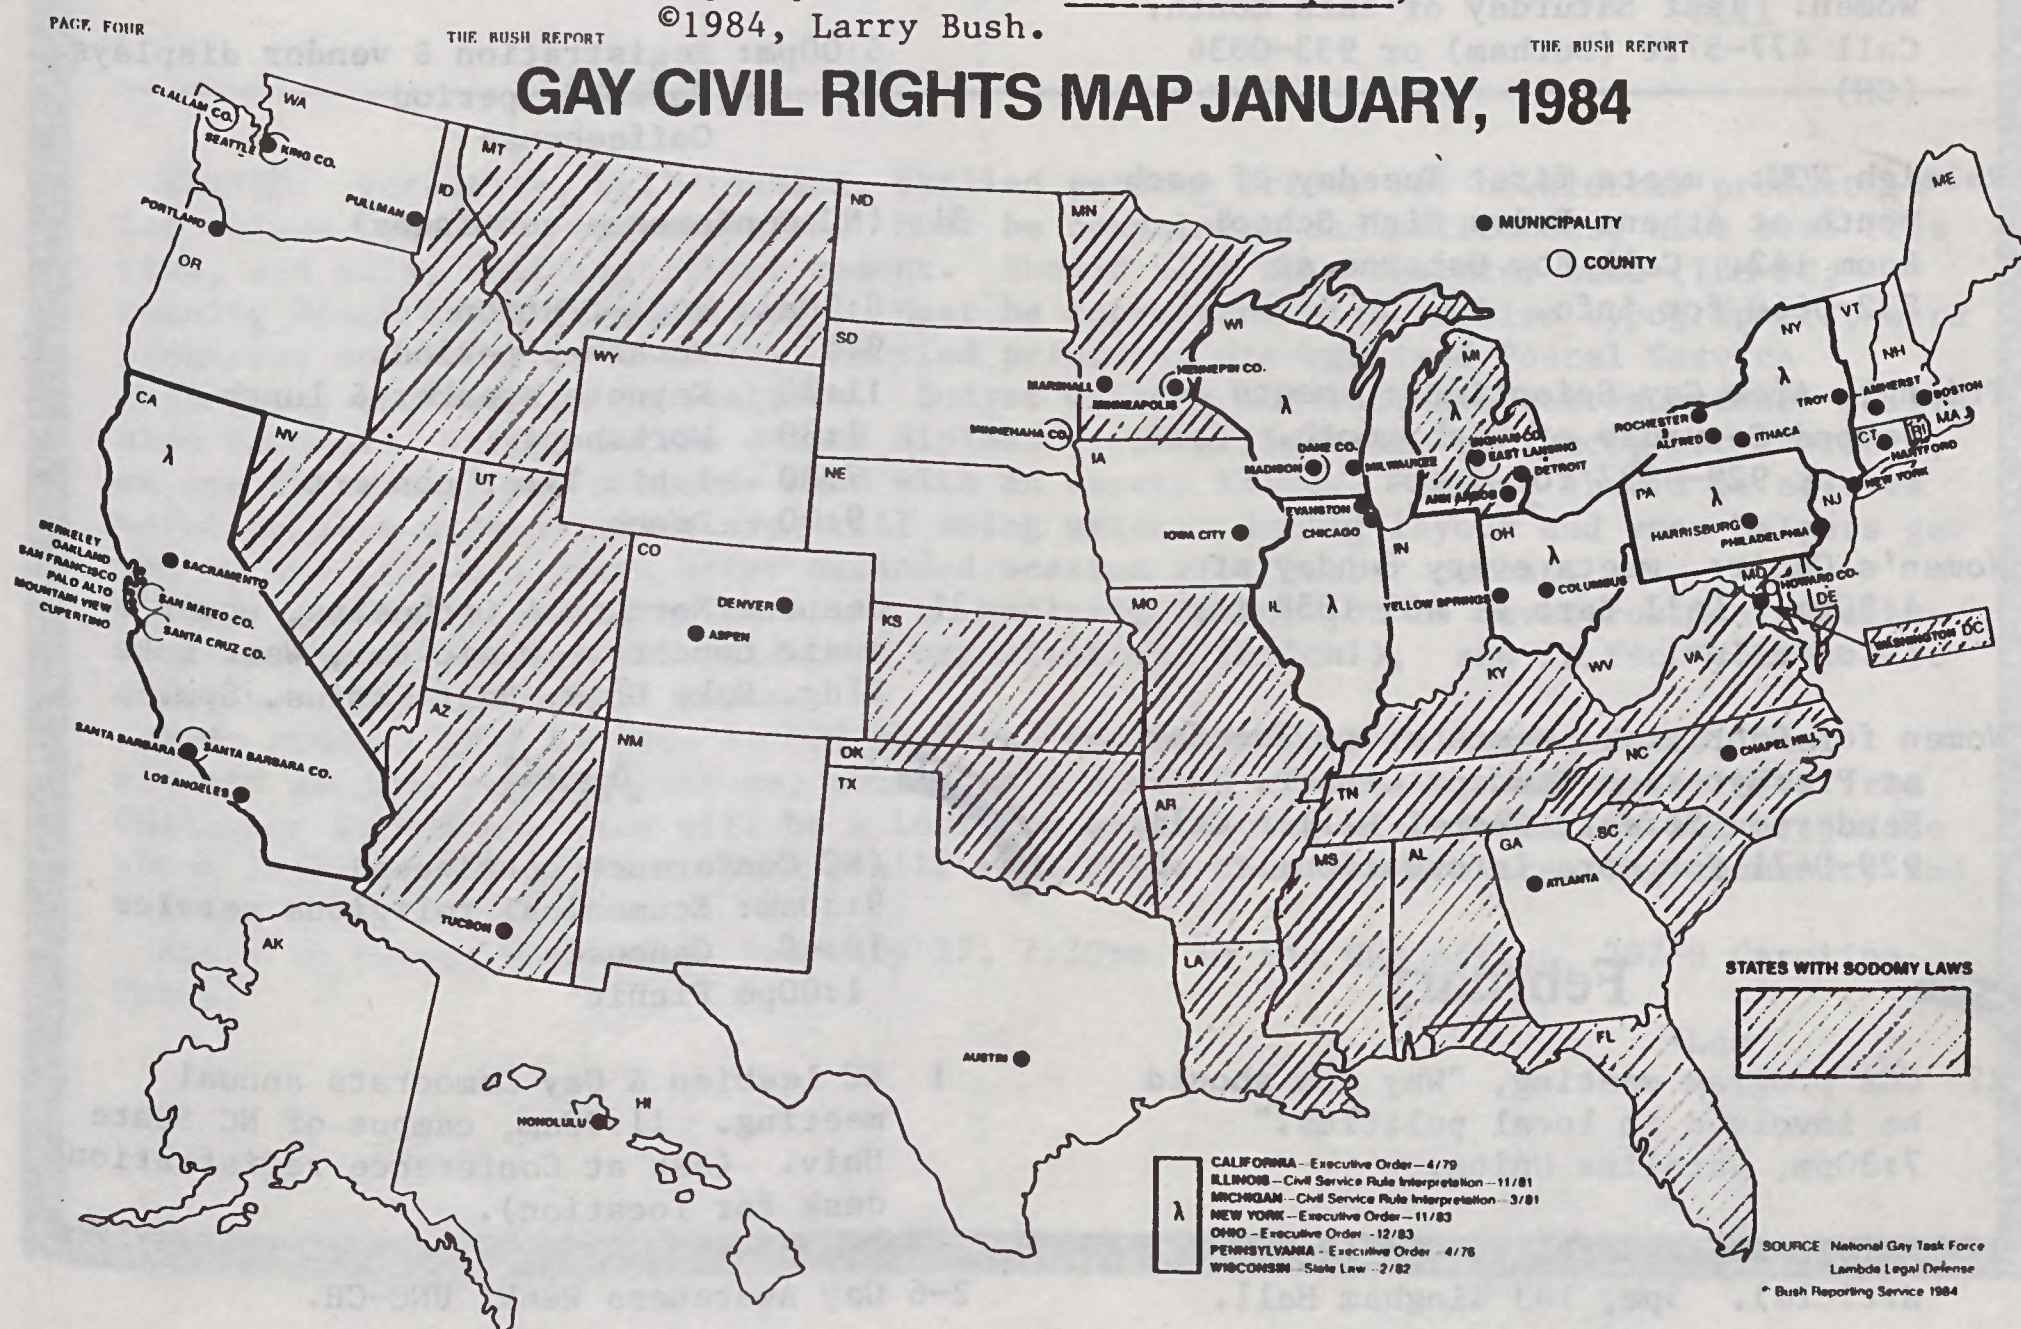 PAGE FOUR
THE BUSH REPORT
©1984, Larry Bush.
THE BUSH REPORT
GAY CIVIL RIGHTS MAP JANUARY, 1984
CLALLAM CO.
WA
SEATTLE
KING CO.
PULLMAN
PORTLAND
OR
ID
MT
ND
MN
SD
WY
MARSHALL
HENNEPIN CO.
MINNEAPOLIS
MINNEHAHA CO.
WI
λ
DANE CO.
MADISON
MILWAUKEE
MI
λ
INGHAM CO.
EAST LANSING
DETROIT
ANN ARBOR
● MUNICIPALITY
○ COUNTY
ME
VT
NH
NY
λ
TROY
AMHERST
BOSTON
MA
ROCHESTER
ALFRED
ITHACA
CT
RI
HARTFORD
NEW YORK
NJ
PA
λ
HARRISBURG
PHILADELPHIA
MD
HOWARD CO.
DE
WASHINGTON DC
CA
λ
NV
UT
NE
IA
IOWA CITY
EVANSTON
CHICAGO
IL
λ
IN
OH
λ
COLUMBUS
YELLOW SPRINGS
BERKELEY
OAKLAND
SAN FRANCISCO
PALO ALTO
MOUNTAIN VIEW
CUPERTINO
SACRAMENTO
SAN MATEO CO.
SANTA CRUZ CO.
SANTA BARBARA
SANTA BARBARA CO.
LOS ANGELES
CO
DENVER
ASPEN
KS
MO
KY
WV
VA
AZ
TUCSON
NM
OK
TX
AUSTIN
AR
TN
NC
CHAPEL HILL
SC
MS
AL
GA
ATLANTA
LA
FL
AK
HI
HONOLULU
STATES WITH SODOMY LAWS
λ
CALIFORNIA—Executive Order—4/79
ILLINOIS—Civil Service Rule Interpretation—11/81
MICHIGAN—Civil Service Rule Interpretation—3/81
NEW YORK—Executive Order—11/83
OHIO—Executive Order—12/83
PENNSYLVANIA - Executive Order 4/76
WISCONSIN—State Law—2/82
SOURCE National Gay Task Force
Lambda Legal Defense
© Bush Reporting Service 1984